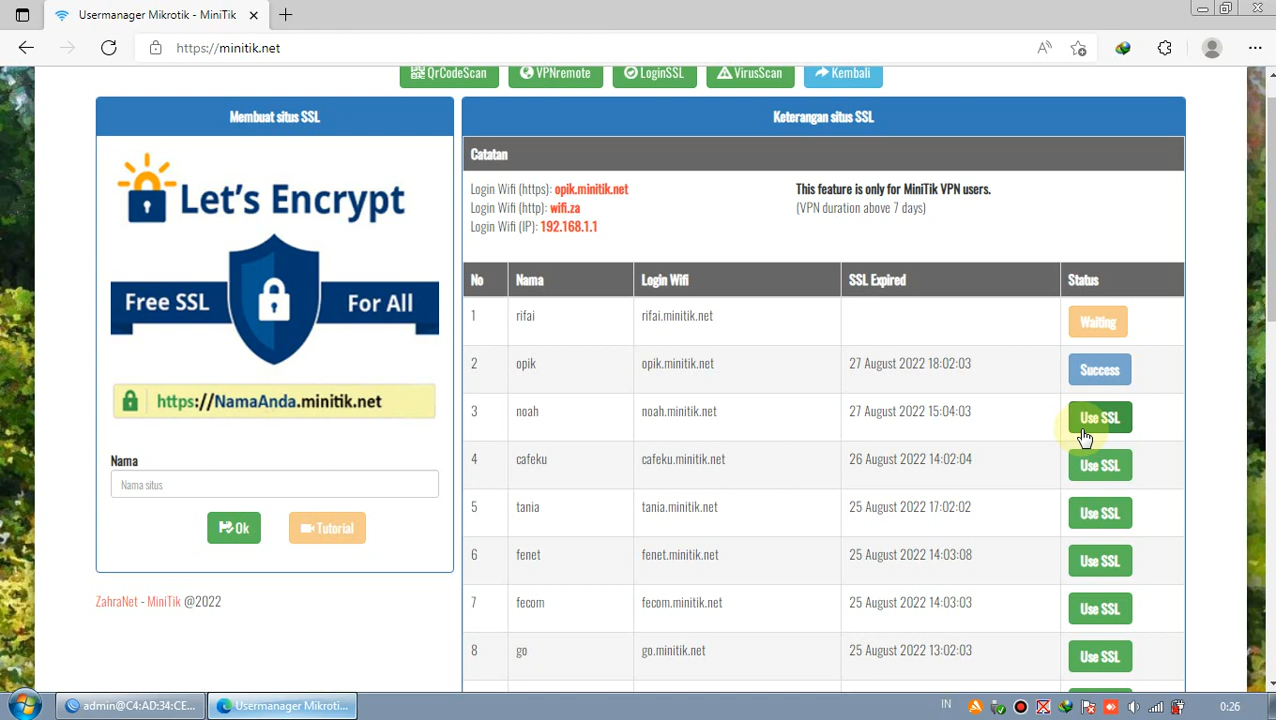 Usermanager Mikrotik - MiniTi
https://minitik.net
QrCodeScan
VPNremote
LoginSSL
VirusScan
Kembali
Membuat situs SSL
Let's Encrypt
Free SSL For All
https://NamaAnda.minitik.net
Nama
Nama situs
Ok
Tutorial
ZahraNet - MiniTik @2022
Keterangan situs SSL
Catatan
Login Wifi (https): opik.minitik.net
Login Wifi (http): wifi.za
Login Wifi (IP): 192.168.1.1
This feature is only for MiniTik VPN users.
(VPN duration above 7 days)
No Nama Login Wifi SSL Expired Status
1 rifai rifai.minitik.net Waiting
2 opik opik.minitik.net 27 August 2022 18:02:03 Success
3 noah noah.minitik.net 27 August 2022 15:04:03 Use SSL
4 cafeku cafeku.minitik.net 26 August 2022 14:02:04 Use SSL
5 tania tania.minitik.net 25 August 2022 17:02:02 Use SSL
6 fenet fenet.minitik.net 25 August 2022 14:03:08 Use SSL
7 fecom fecom.minitik.net 25 August 2022 14:03:03 Use SSL
8 go go.minitik.net 25 August 2022 13:02:03 Use SSL
admin@C4:AD:34:CE...
Usermanager Mikroti...
IN
0:26